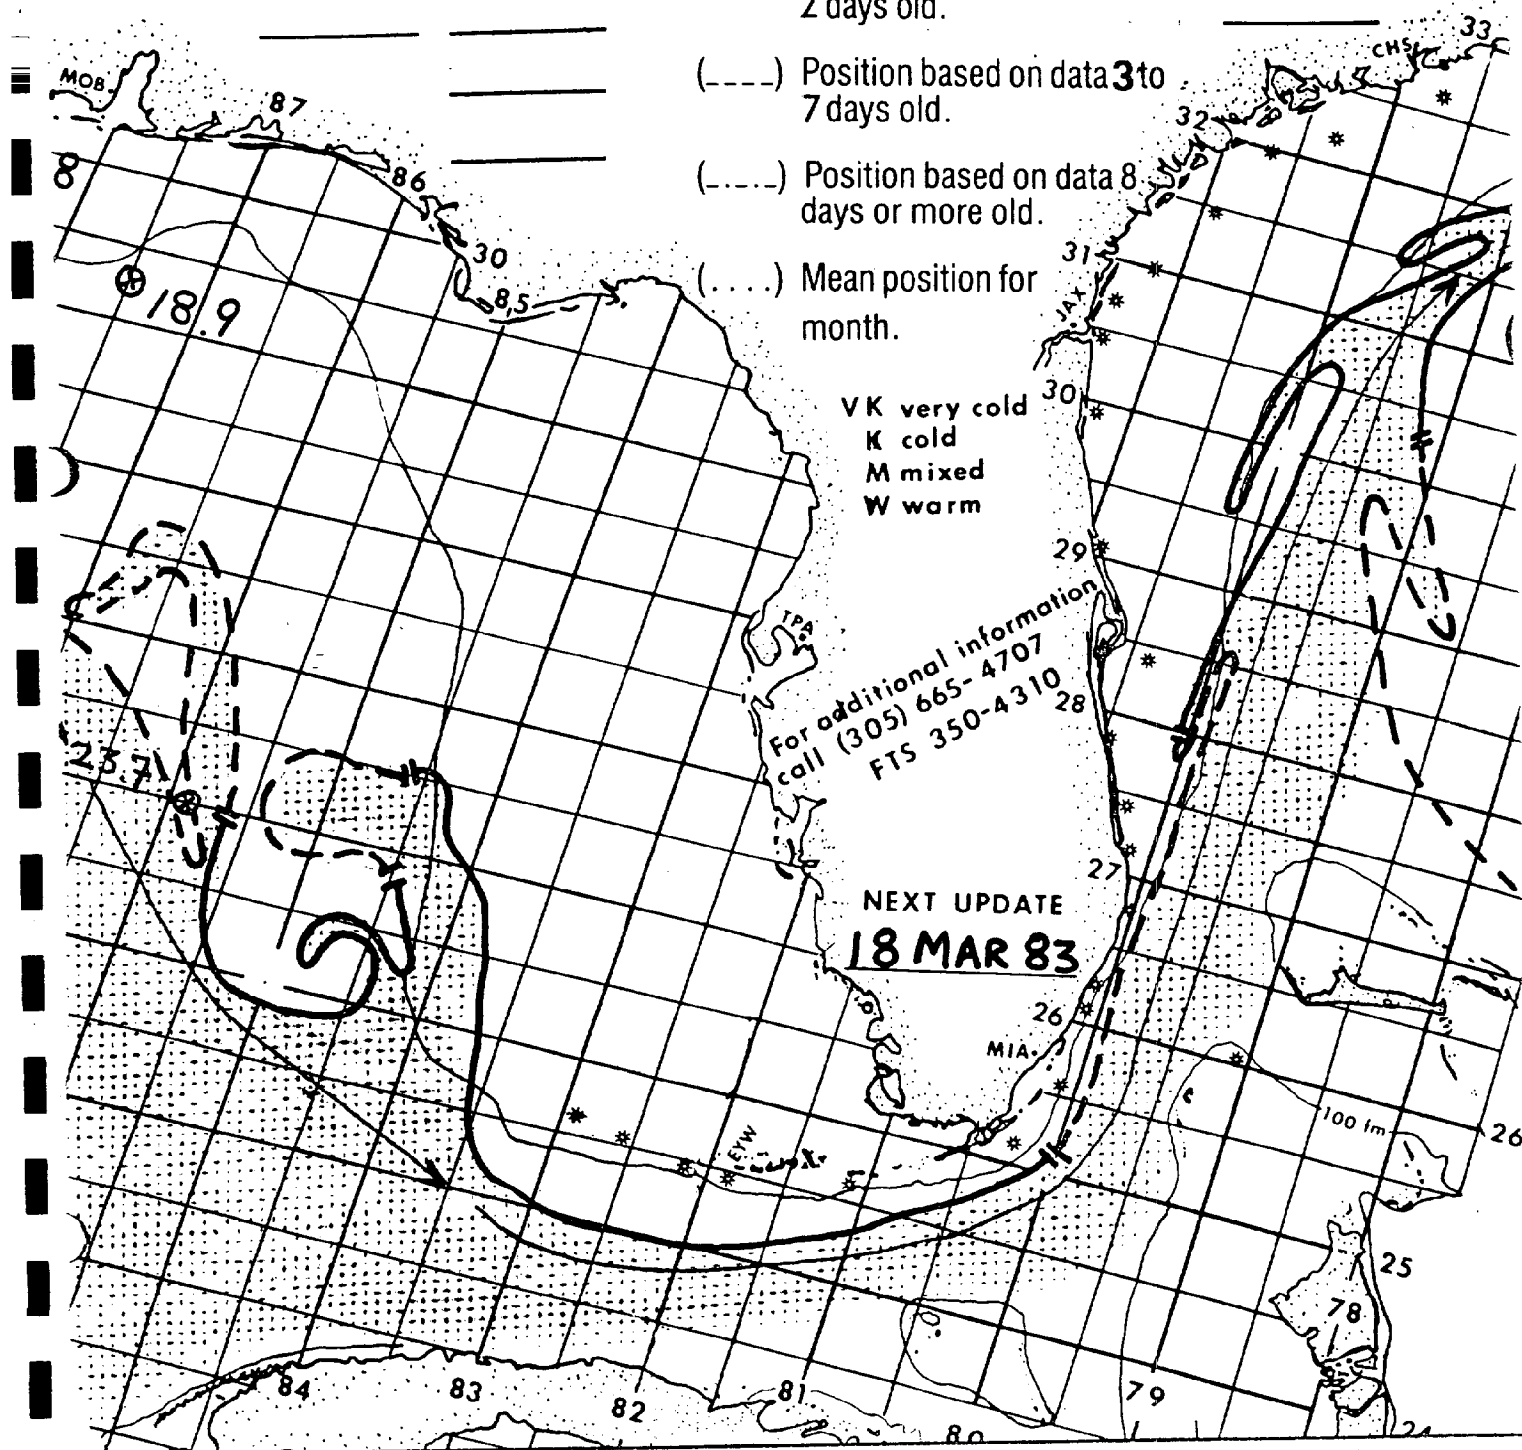 2 days old.
(----) Position based on data 3 to
7 days old.
(_._._) Position based on data 8
days or more old.
(....) Mean position for
month.
VK very cold
K cold
M mixed
W warm
For additional information
call (305) 665-4707
FTS 350-4310
NEXT UPDATE
18 MAR 83
MOB.
87
86
30
85
8
18.9
23.7
CHS
33
32
31
JAX
30
29
TPA
28
27
26
MIA.
EYW
100 fm
26
25
78
84
83
82
81
80
79
24